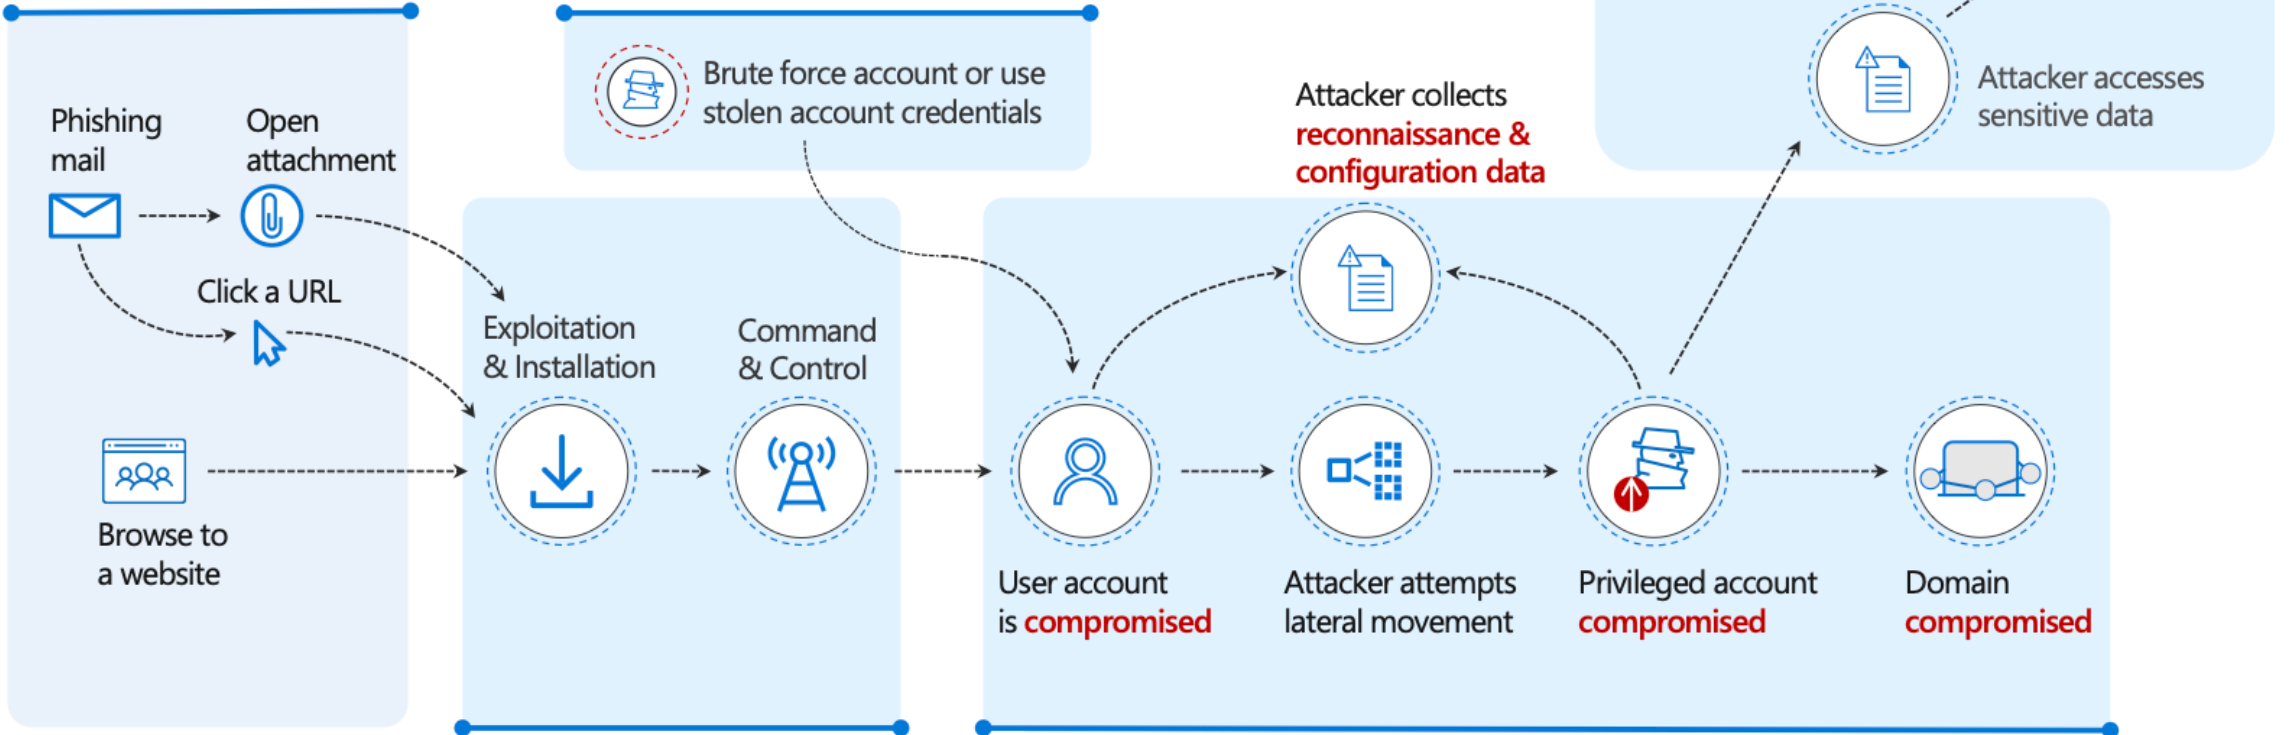 Phishing
mail
Open
attachment
Click a URL
Browse to
a website
Brute force account or use
stolen account credentials
Exploitation
& Installation
Command
& Control
Attacker collects
reconnaissance &
configuration data
Attacker accesses
sensitive data
User account
is compromised
Attacker attempts
lateral movement
Privileged account
compromised
Domain
compromised